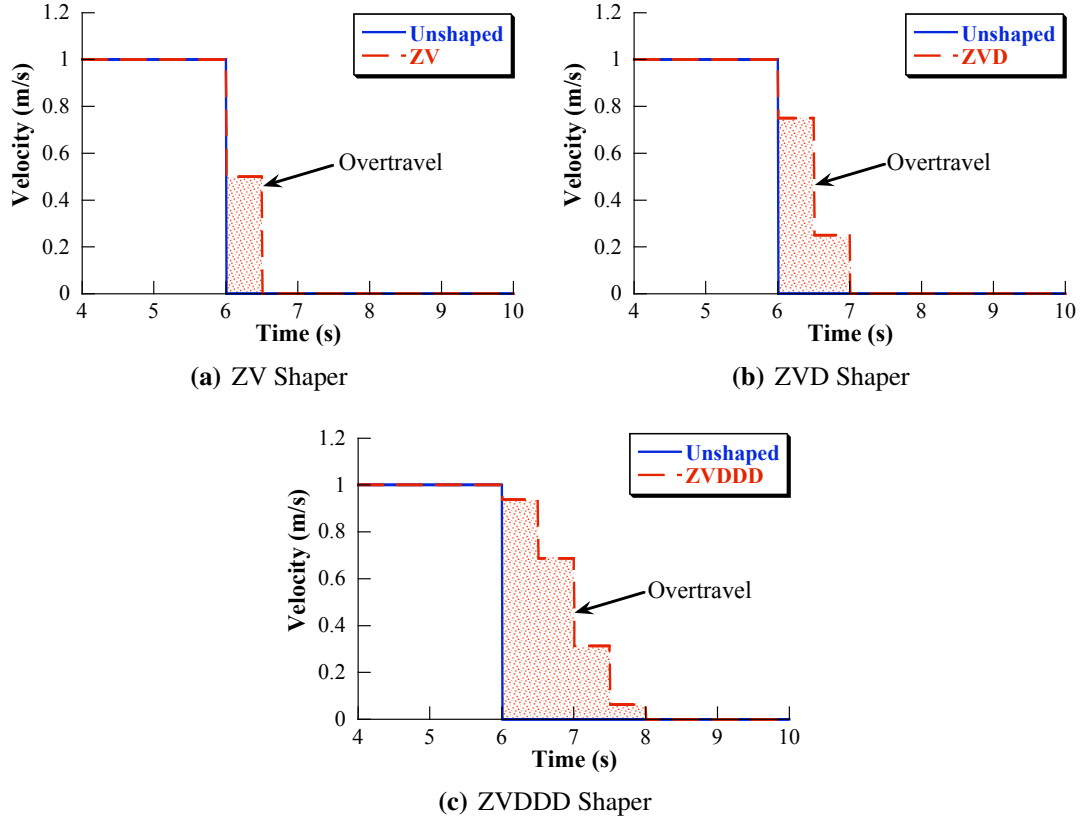 1.2
Unshaped
ZV
1
Velocity (m/s)
0.8
0.6
Overtravel
0.4
0.2
0
4 5 6 7 8 9 10
Time (s)
(a) ZV Shaper
1.2
Unshaped
ZVD
1
Velocity (m/s)
0.8
0.6
Overtravel
0.4
0.2
0
4 5 6 7 8 9 10
Time (s)
(b) ZVD Shaper
1.2
Unshaped
ZVDDD
1
Velocity (m/s)
0.8
0.6
Overtravel
0.4
0.2
0
4 5 6 7 8 9 10
Time (s)
(c) ZVDDD Shaper